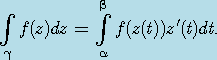 ∫_γ f(z)dz = ∫_α^β f(z(t))z′(t)dt.